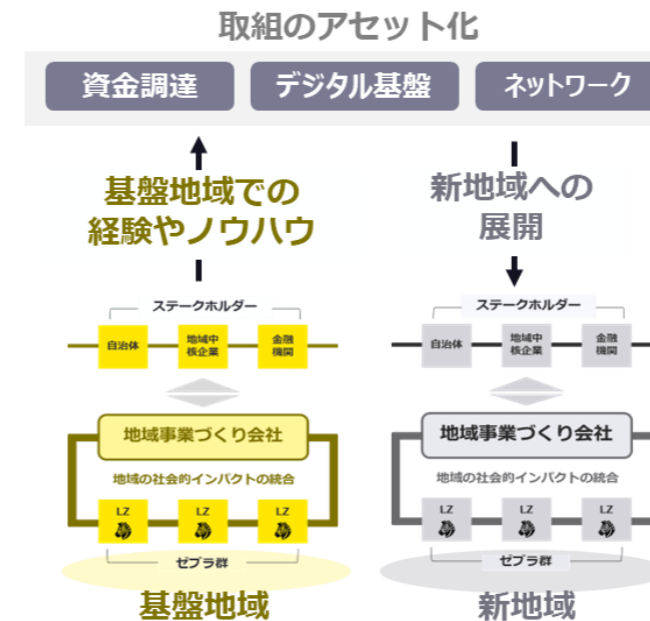 取組のアセット化
資金調達 デジタル基盤 ネットワーク
基盤地域での
経験やノウハウ
ステークホルダー
自治体 地域中核企業 金融機関
地域事業づくり会社
地域の社会的インパクトの統合
LZ LZ LZ
ゼブラ群
基盤地域
新地域への
展開
ステークホルダー
自治体 地域中核企業 金融機関
地域事業づくり会社
地域の社会的インパクトの統合
LZ LZ LZ
ゼブラ群
新地域